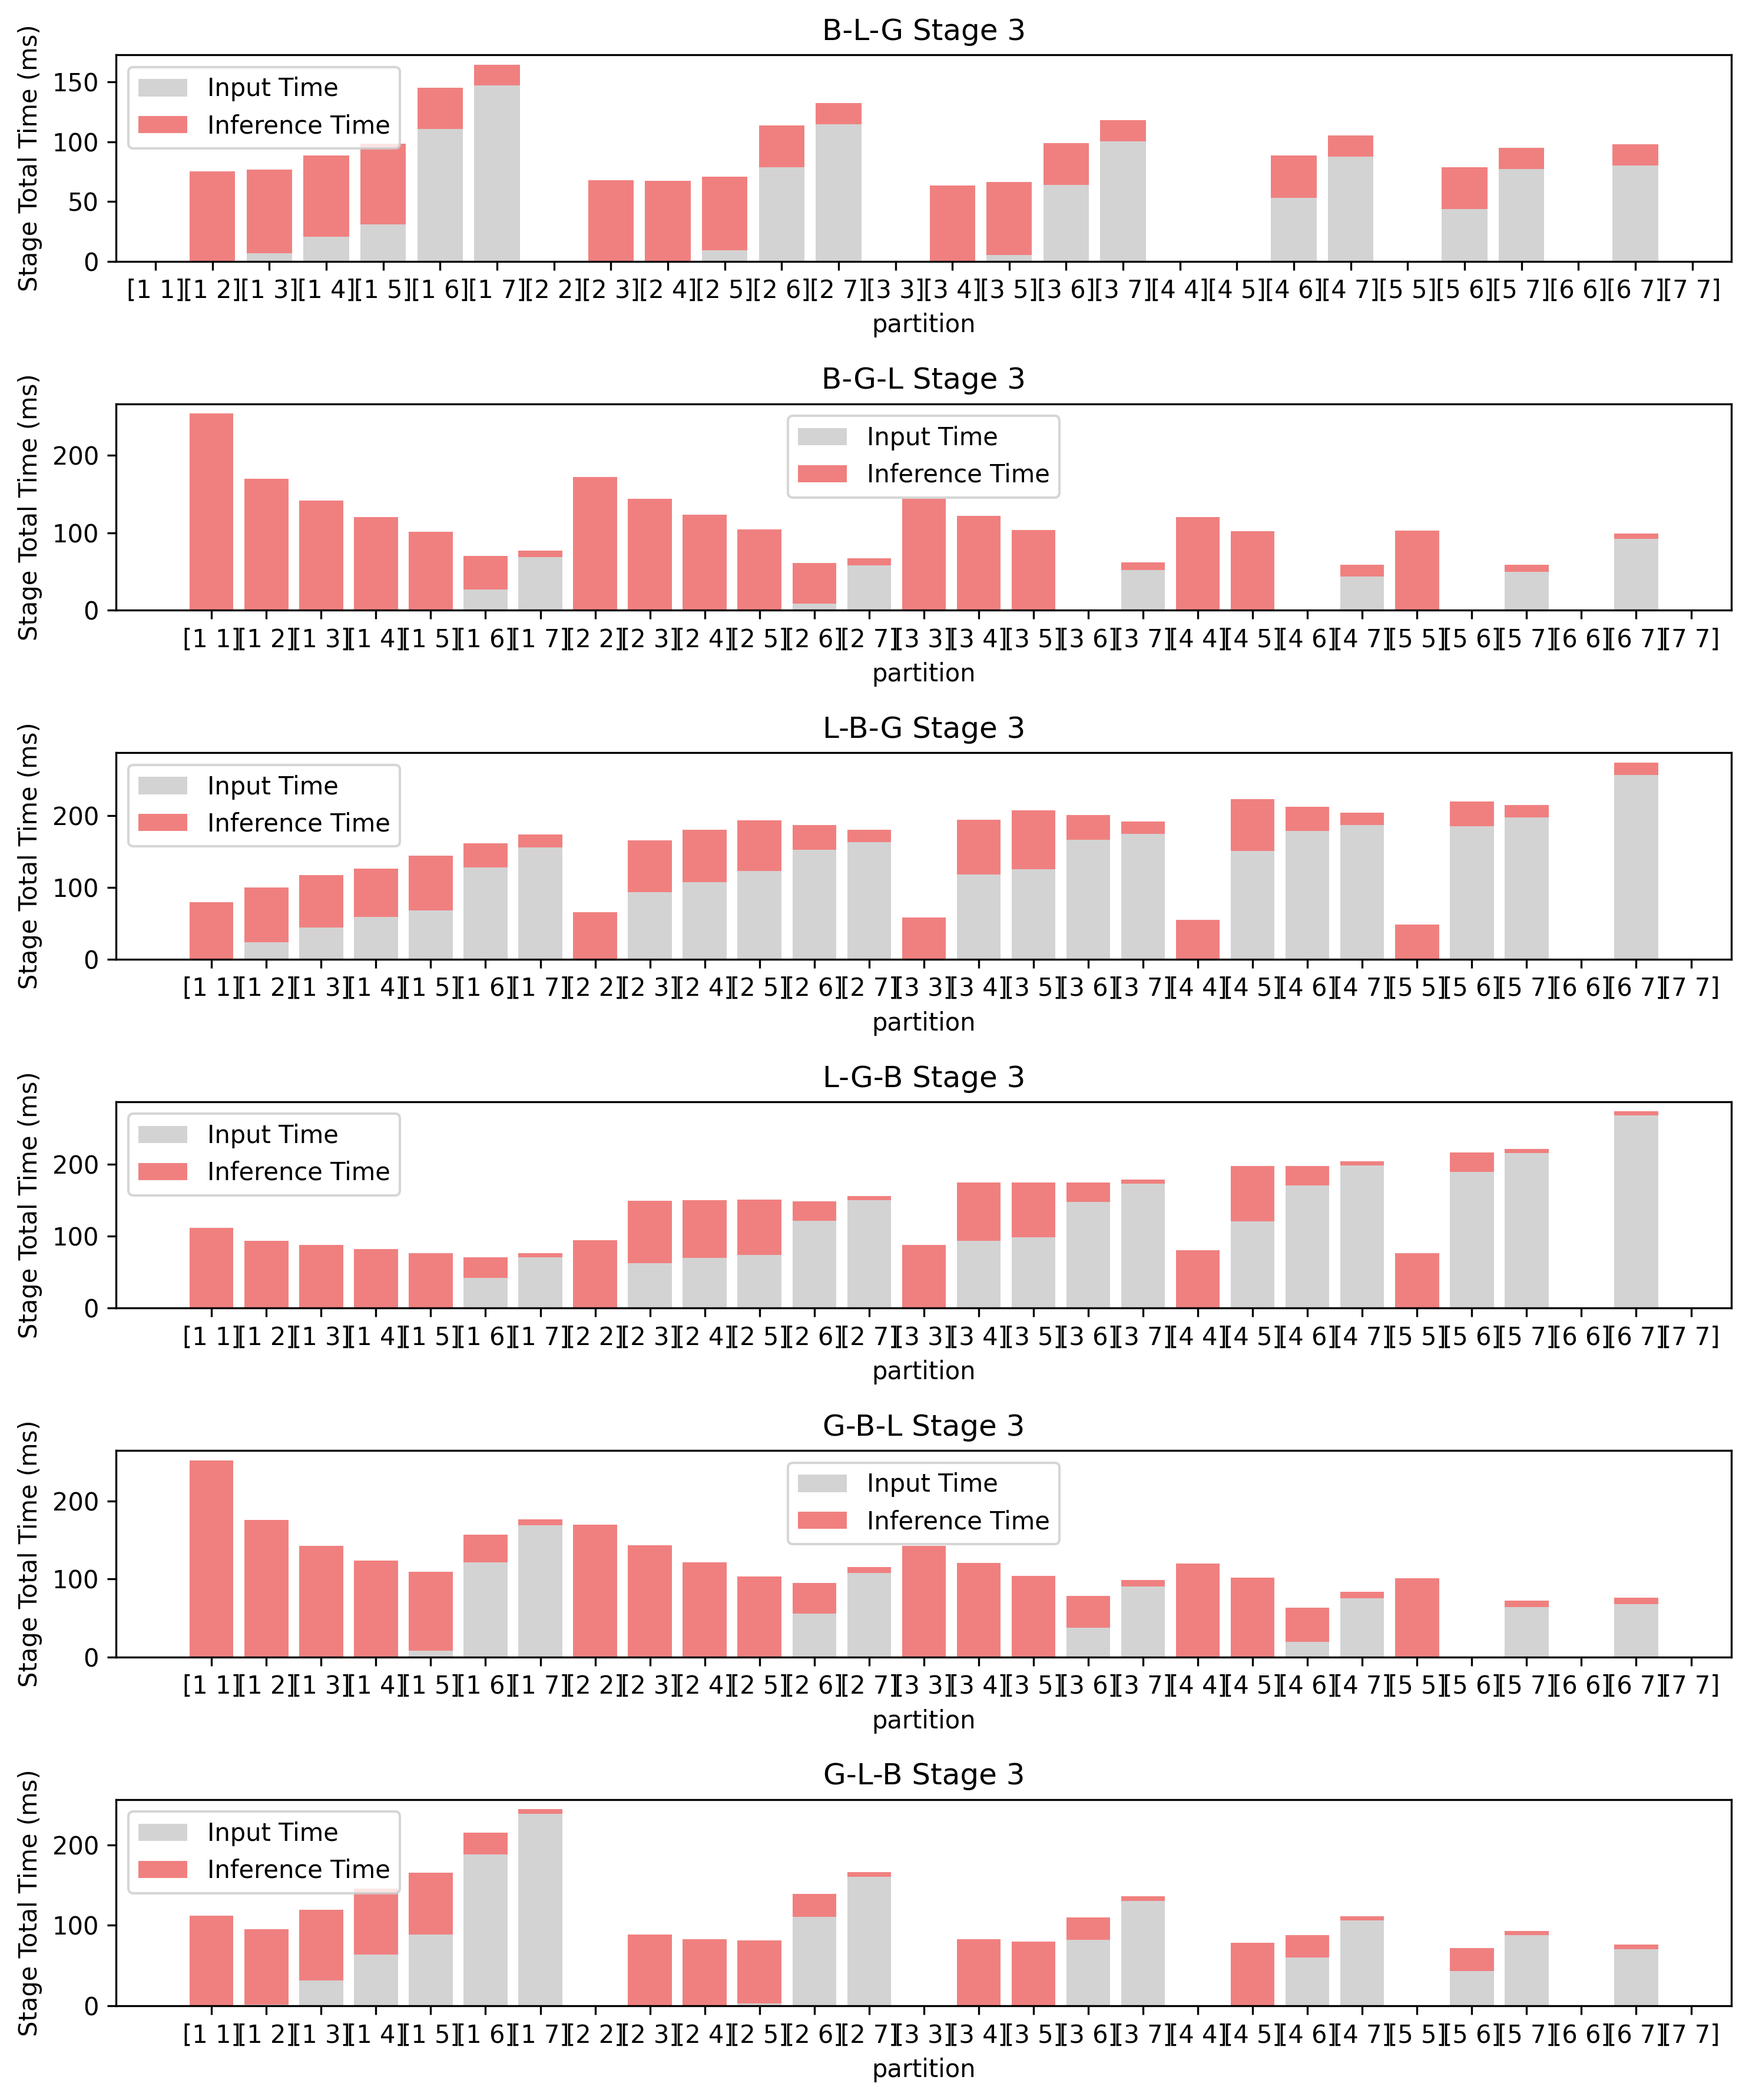 B-L-G Stage 3
Stage Total Time (ms)
150
100
50
0
Input Time
Inference Time
[1 1] [1 2] [1 3] [1 4] [1 5] [1 6] [1 7] [2 2] [2 3] [2 4] [2 5] [2 6] [2 7] [3 3] [3 4] [3 5] [3 6] [3 7] [4 4] [4 5] [4 6] [4 7] [5 5] [5 6] [5 7] [6 6] [6 7] [7 7]
partition
B-G-L Stage 3
Stage Total Time (ms)
200
100
0
Input Time
Inference Time
[1 1] [1 2] [1 3] [1 4] [1 5] [1 6] [1 7] [2 2] [2 3] [2 4] [2 5] [2 6] [2 7] [3 3] [3 4] [3 5] [3 6] [3 7] [4 4] [4 5] [4 6] [4 7] [5 5] [5 6] [5 7] [6 6] [6 7] [7 7]
partition
L-B-G Stage 3
Stage Total Time (ms)
200
100
0
Input Time
Inference Time
[1 1] [1 2] [1 3] [1 4] [1 5] [1 6] [1 7] [2 2] [2 3] [2 4] [2 5] [2 6] [2 7] [3 3] [3 4] [3 5] [3 6] [3 7] [4 4] [4 5] [4 6] [4 7] [5 5] [5 6] [5 7] [6 6] [6 7] [7 7]
partition
L-G-B Stage 3
Stage Total Time (ms)
200
100
0
Input Time
Inference Time
[1 1] [1 2] [1 3] [1 4] [1 5] [1 6] [1 7] [2 2] [2 3] [2 4] [2 5] [2 6] [2 7] [3 3] [3 4] [3 5] [3 6] [3 7] [4 4] [4 5] [4 6] [4 7] [5 5] [5 6] [5 7] [6 6] [6 7] [7 7]
partition
G-B-L Stage 3
Stage Total Time (ms)
200
100
0
Input Time
Inference Time
[1 1] [1 2] [1 3] [1 4] [1 5] [1 6] [1 7] [2 2] [2 3] [2 4] [2 5] [2 6] [2 7] [3 3] [3 4] [3 5] [3 6] [3 7] [4 4] [4 5] [4 6] [4 7] [5 5] [5 6] [5 7] [6 6] [6 7] [7 7]
partition
G-L-B Stage 3
Stage Total Time (ms)
200
100
0
Input Time
Inference Time
[1 1] [1 2] [1 3] [1 4] [1 5] [1 6] [1 7] [2 2] [2 3] [2 4] [2 5] [2 6] [2 7] [3 3] [3 4] [3 5] [3 6] [3 7] [4 4] [4 5] [4 6] [4 7] [5 5] [5 6] [5 7] [6 6] [6 7] [7 7]
partition